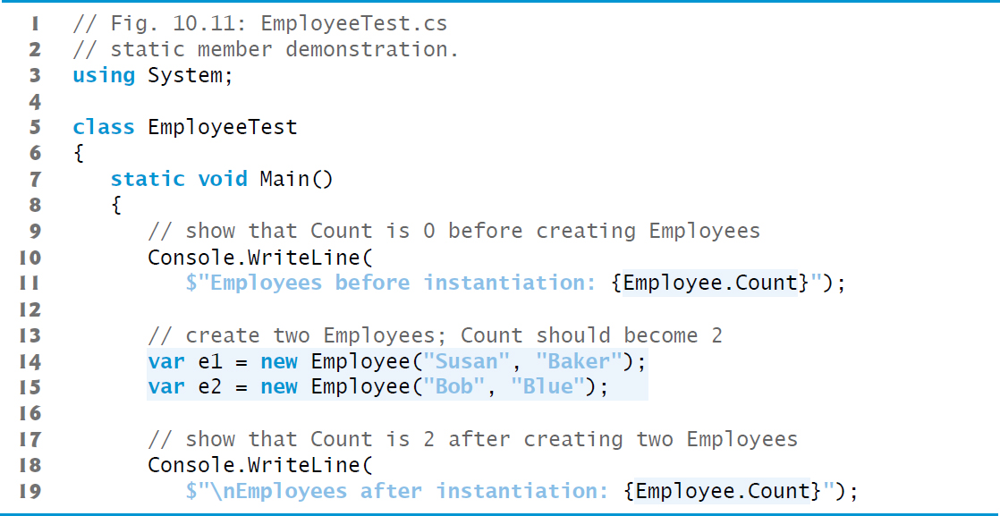 1 // Fig. 10.11: EmployeeTest.cs
2 // static member demonstration.
3 using System;
4
5 class EmployeeTest
6 {
7 static void Main()
8 {
9 // show that Count is 0 before creating Employees
10 Console.WriteLine(
11 $"Employees before instantiation: {Employee.Count}");
12
13 // create two Employees; Count should become 2
14 var e1 = new Employee("Susan", "Baker");
15 var e2 = new Employee("Bob", "Blue");
16
17 // show that Count is 2 after creating two Employees
18 Console.WriteLine(
19 $"\nEmployees after instantiation: {Employee.Count}");